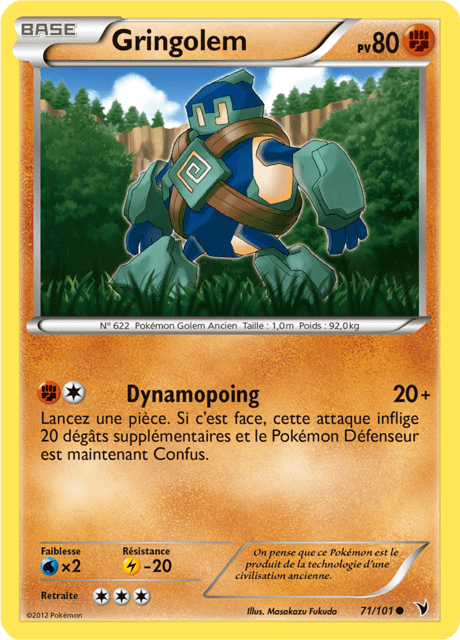 BASE Gringolem PV80
N° 622 Pokémon Golem Ancien Taille : 1,0m Poids : 92,0kg
Dynamopoing 20+
Lancez une pièce. Si c'est face, cette attaque inflige
20 dégâts supplémentaires et le Pokémon Défenseur
est maintenant Confus.
Faiblesse Résistance
×2 -20
Retraite
On pense que ce Pokémon est le
produit de la technologie d'une
civilisation ancienne.
©2012 Pokémon Illus. Masakazu Fukuda 71/101